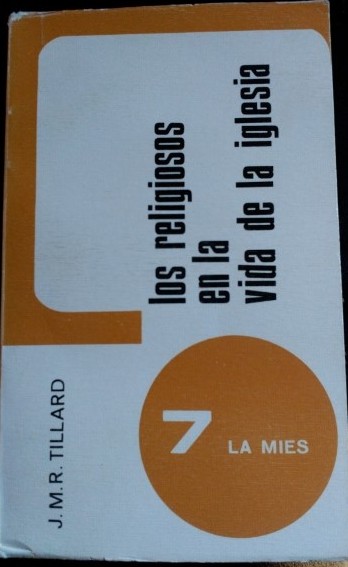 J. M. R. TILLARD
los religiosos
en la
vida de la iglesia
7
LA MIES